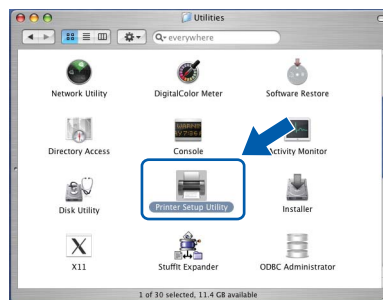 Utilities
everywhere
Network Utility
DigitalColor Meter
Software Restore
Directory Access
Console
Activity Monitor
Disk Utility
Printer Setup Utility
Installer
X11
StuffIt Expander
ODBC Administrator
1 of 30 selected, 11.4 GB available